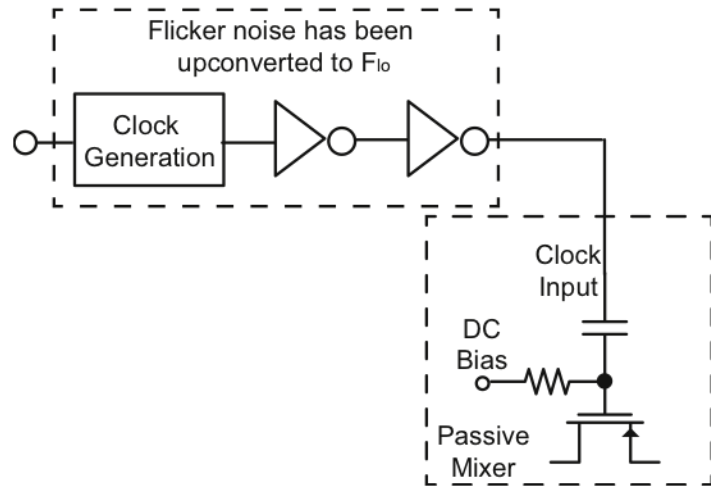 Flicker noise has been
upconverted to Flo
Clock
Generation
Clock
Input
DC
Bias
Passive
Mixer